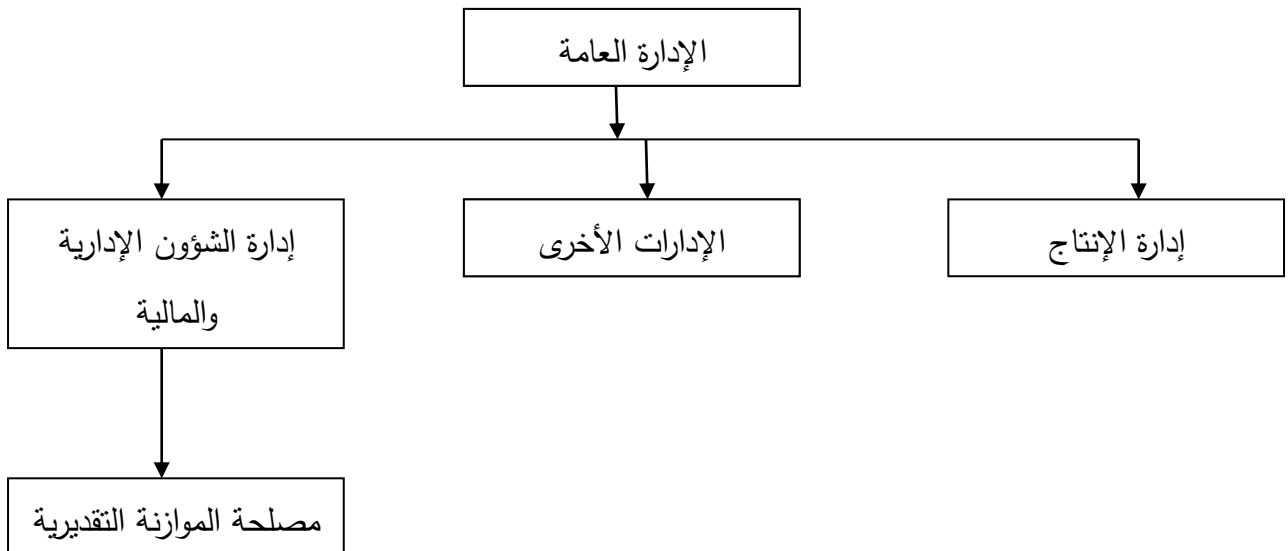 الإدارة العامة
إدارة الإنتاج
الإدارات الأخرى
إدارة الشؤون الإدارية
والمالية
مصلحة الموازنة التقديرية